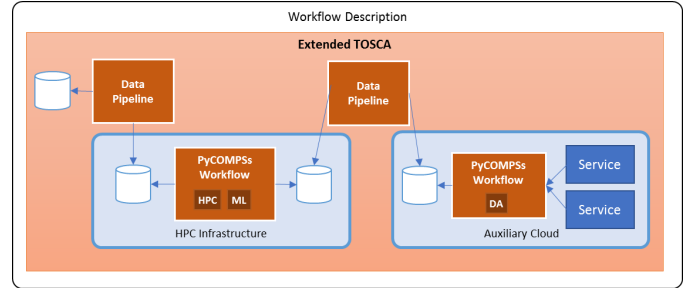 Workflow Description
Extended TOSCA
Data
Pipeline
Data
Pipeline
PyCOMPSs
Workflow
HPC ML
HPC Infrastructure
PyCOMPSs
Workflow
DA
Service
Service
Auxiliary Cloud